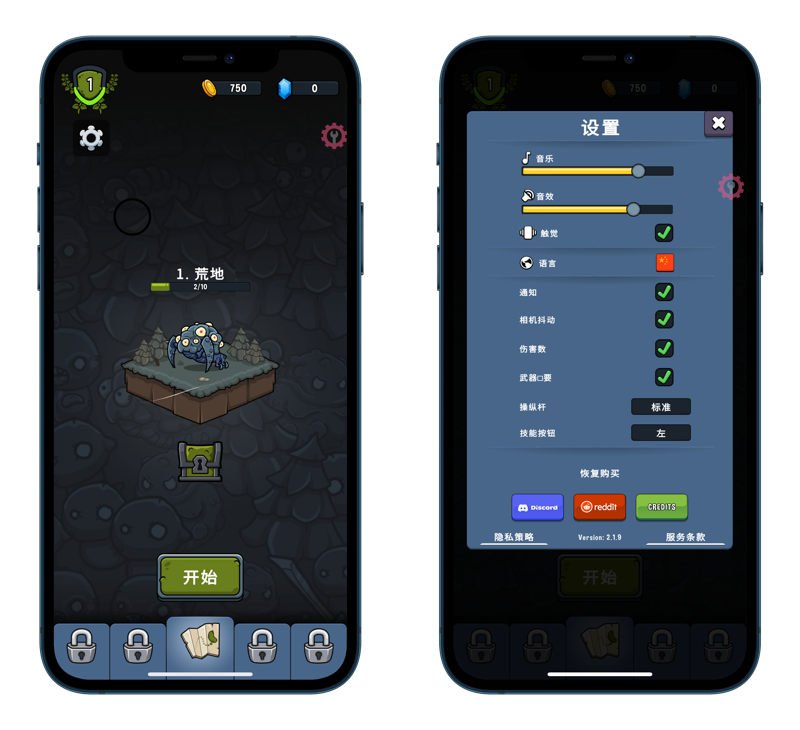 1
750
0
1. 荒地
2/10
开始
1
750
0
设置
音乐
音效
触觉
语言
通知
相机抖动
伤害数
武器□要
操纵杆
标准
技能按钮
左
恢复购买
Discord
reddit
CREDITS
隐私策略
Version: 2.1.9
服务条款
开始